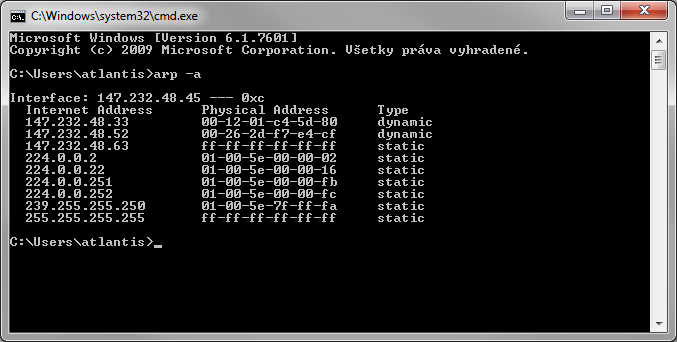 C:\Windows\system32\cmd.exe
Microsoft Windows [Version 6.1.7601]
Copyright (c) 2009 Microsoft Corporation. Všetky práva vyhradené.
C:\Users\atlantis>arp -a
Interface: 147.232.48.45 --- 0xc
Internet Address Physical Address Type
147.232.48.33 00-12-01-c4-5d-80 dynamic
147.232.48.52 00-26-2d-f7-e4-cf dynamic
147.232.48.63 ff-ff-ff-ff-ff-ff static
224.0.0.2 01-00-5e-00-00-02 static
224.0.0.22 01-00-5e-00-00-16 static
224.0.0.251 01-00-5e-00-00-fb static
224.0.0.252 01-00-5e-00-00-fc static
239.255.255.250 01-00-5e-7f-ff-fa static
255.255.255.255 ff-ff-ff-ff-ff-ff static
C:\Users\atlantis>_